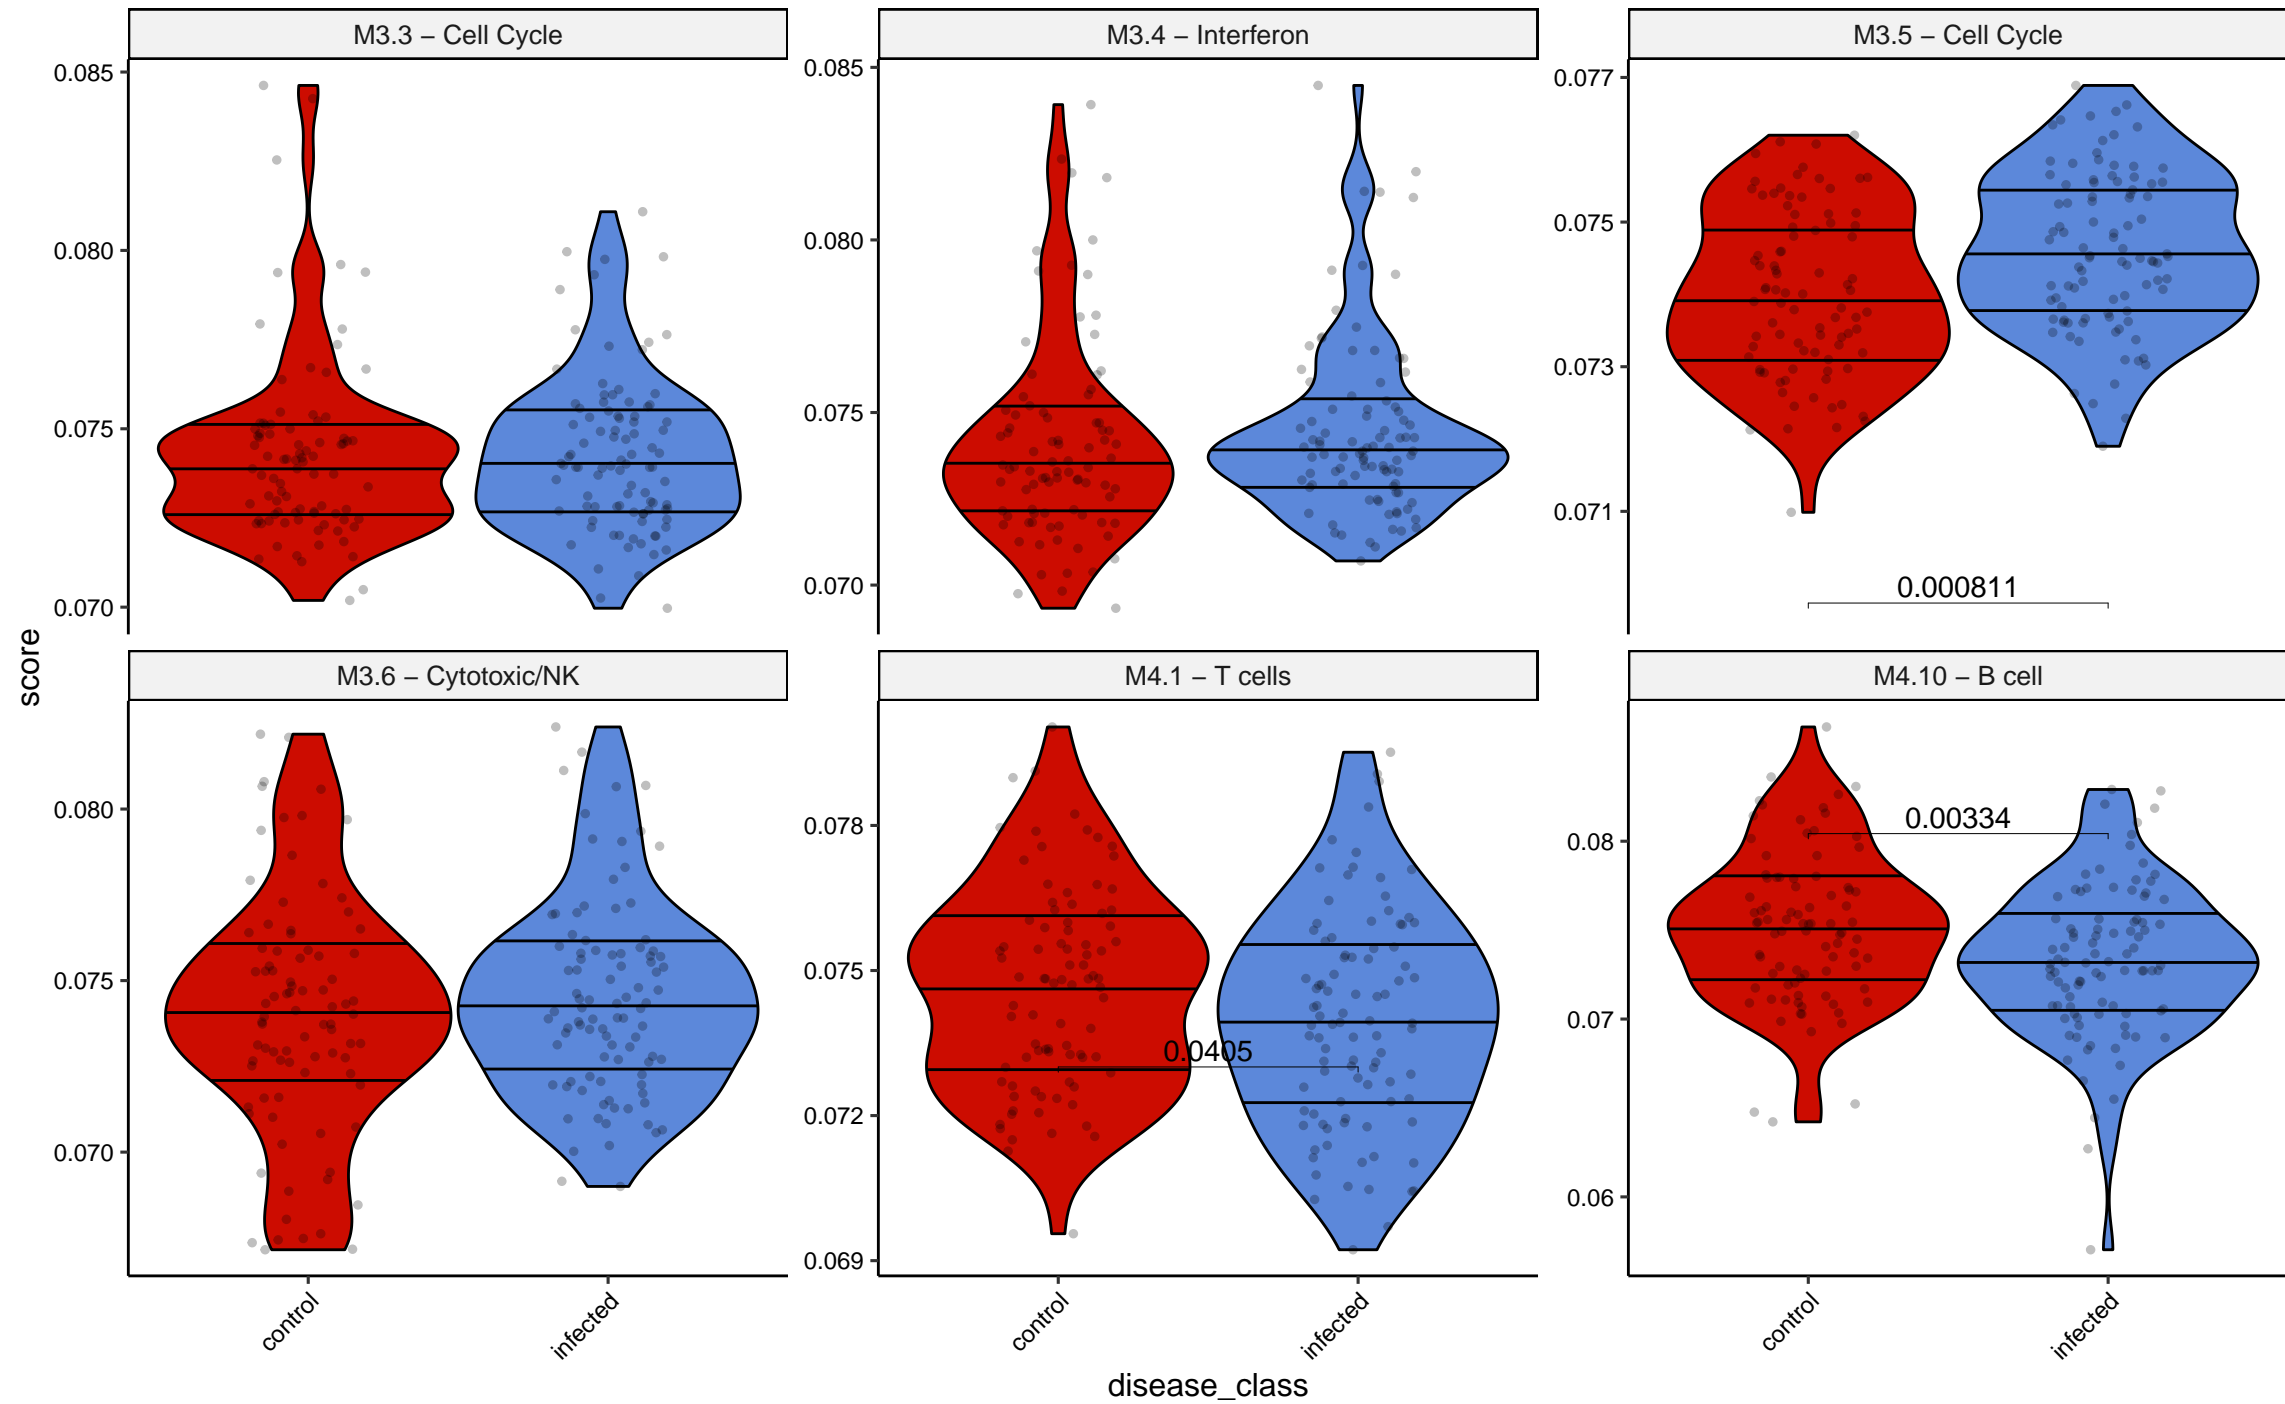 M3.3 – Cell Cycle
M3.4 – Interferon
M3.5 – Cell Cycle
0.085
0.080
0.075
0.070
0.085
0.080
0.075
0.070
0.077
0.075
0.073
0.071
0.000811
score
M3.6 – Cytotoxic/NK
M4.1 – T cells
M4.10 – B cell
0.080
0.075
0.070
0.078
0.075
0.072
0.069
0.0405
0.08
0.07
0.06
0.00334
control
infected
control
infected
control
infected
disease_class